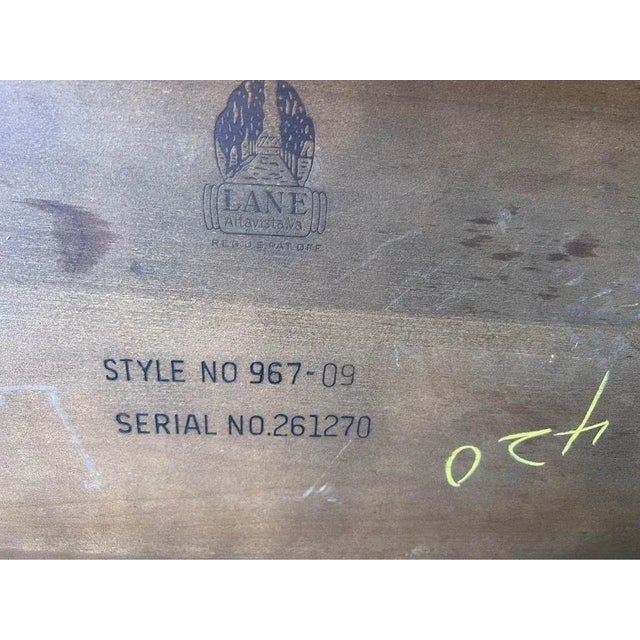 LANE
Altavista, Va
REG. U.S. PAT. OFF.
STYLE NO 967-09
SERIAL NO. 261270
420